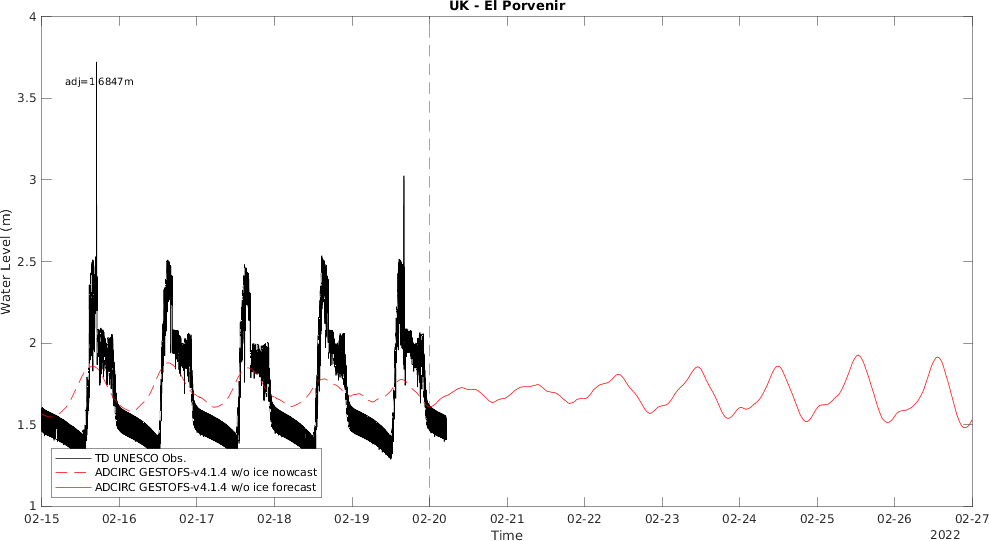 UK - El Porvenir
4
adj=1.6847m
3.5
3
2.5
Water Level (m)
2
1.5
TD UNESCO Obs.
ADCIRC GESTOFS-v4.1.4 w/o ice nowcast
ADCIRC GESTOFS-v4.1.4 w/o ice forecast
1
02-15 02-16 02-17 02-18 02-19 02-20 02-21 02-22 02-23 02-24 02-25 02-26 02-27
Time
2022